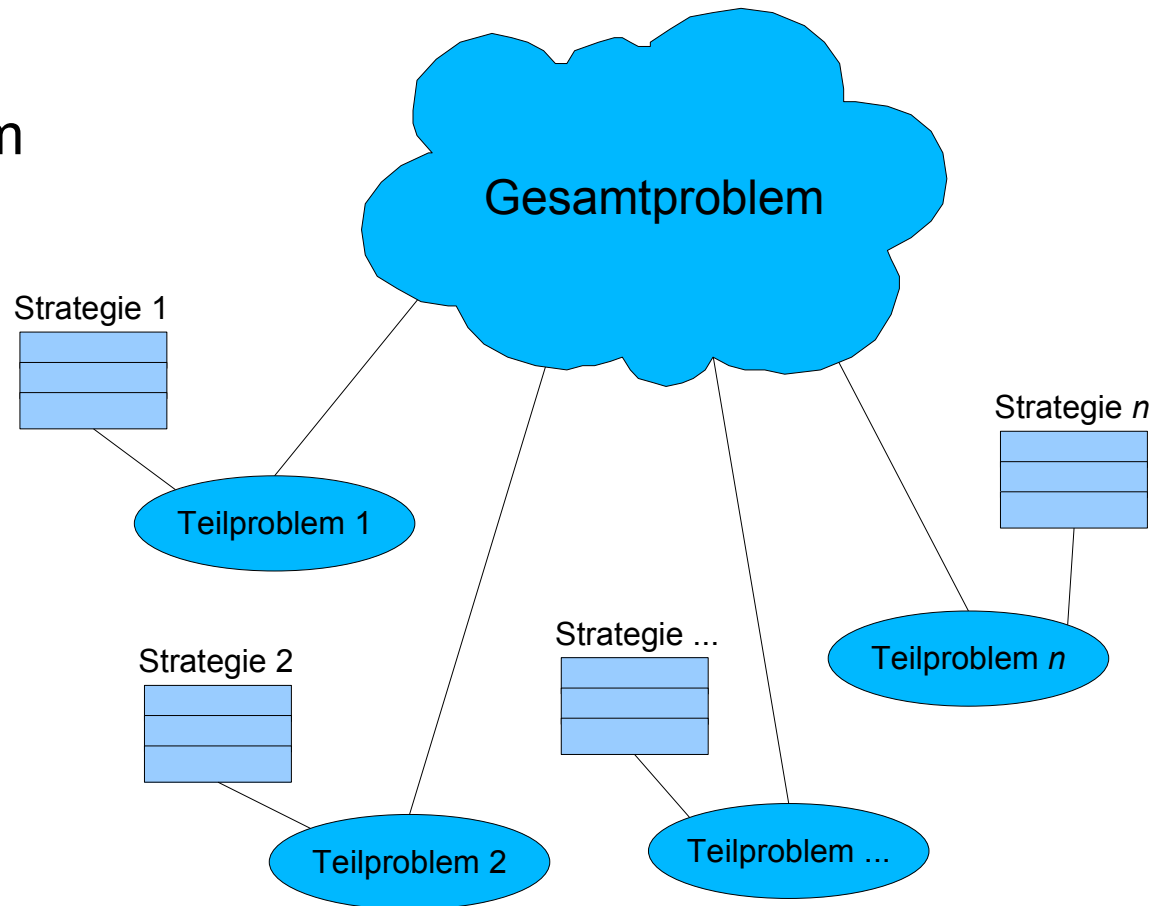 Gesamtproblem
Strategie 1
Strategie n
Teilproblem 1
Strategie ...
Teilproblem n
Strategie 2
Teilproblem ...
Teilproblem 2